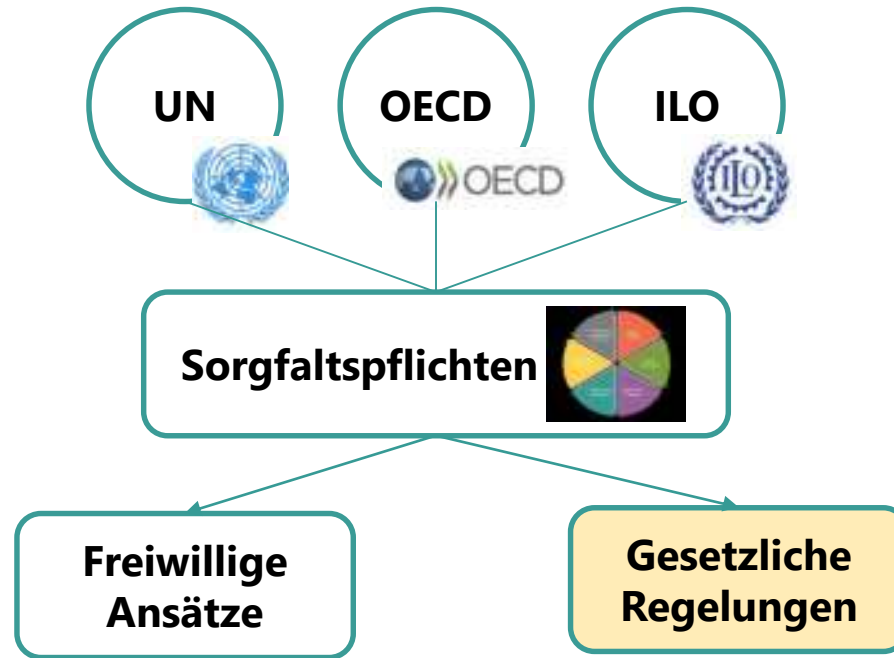 UN
OECD
ILO
OECD
ILO
Sorgfaltspflichten
Freiwillige
Ansätze
Gesetzliche
Regelungen